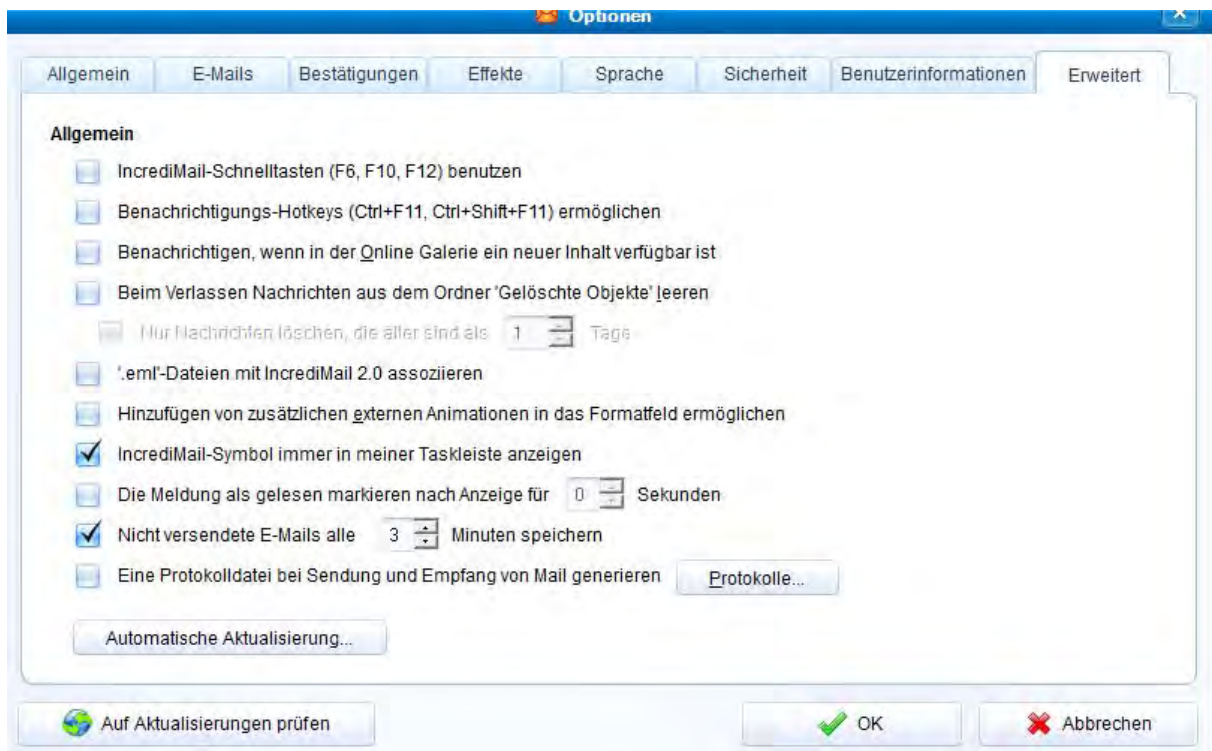 Optionen
Allgemein E-Mails Bestätigungen Effekte Sprache Sicherheit Benutzerinformationen Erweitert
Allgemein
IncrediMail-Schnelltasten (F6, F10, F12) benutzen
Benachrichtigungs-Hotkeys (Ctrl+F11, Ctrl+Shift+F11) ermöglichen
Benachrichtigen, wenn in der Online Galerie ein neuer Inhalt verfügbar ist
Beim Verlassen Nachrichten aus dem Ordner 'Gelöschte Objekte' leeren
Nur Nachrichten löschen, die älter sind als 1 Tage
'.eml'-Dateien mit IncrediMail 2.0 assoziieren
Hinzufügen von zusätzlichen externen Animationen in das Formatfeld ermöglichen
IncrediMail-Symbol immer in meiner Taskleiste anzeigen
Die Meldung als gelesen markieren nach Anzeige für 0 Sekunden
Nicht versendete E-Mails alle 3 Minuten speichern
Eine Protokolldatei bei Sendung und Empfang von Mail generieren Protokolle...
Automatische Aktualisierung...
Auf Aktualisierungen prüfen OK Abbrechen